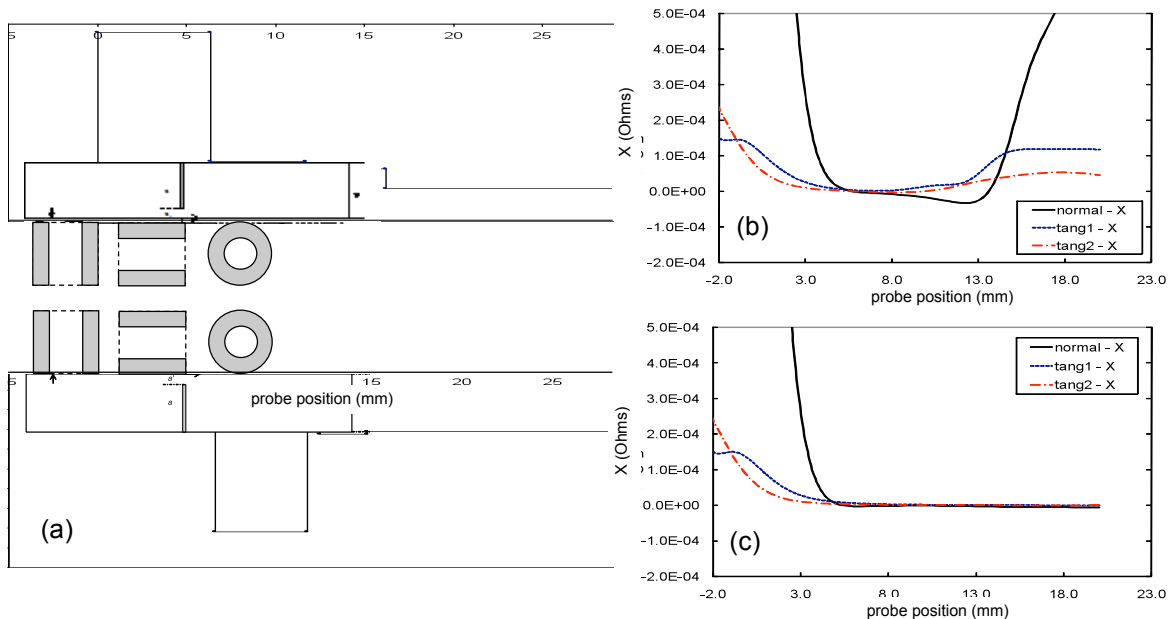 5 0 5 10 15 20 25
5 15 20 25
probe position (mm)
a'
a
(a)
5.0E-04
4.0E-04
3.0E-04
2.0E-04
1.0E-04
0.0E+00
-1.0E-04
-2.0E-04
X (Ohms)
(b)
normal - X
tang1 - X
tang2 - X
-2.0 3.0 8.0 13.0 18.0 23.0
probe position (mm)
5.0E-04
4.0E-04
3.0E-04
2.0E-04
1.0E-04
0.0E+00
-1.0E-04
-2.0E-04
X (Ohms)
(c)
normal - X
tang1 - X
tang2 - X
-2.0 3.0 8.0 13.0 18.0 23.0
probe position (mm)